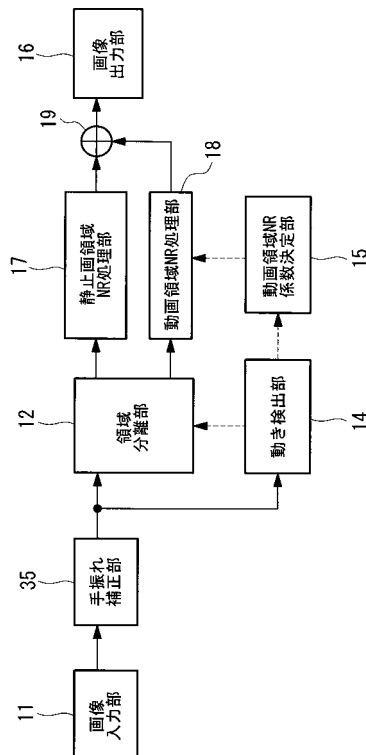 11
画像
入力部
35
手振れ
補正部
12
領域
分離部
14
動き検出部
17
静止画領域
NR処理部
動画領域NR処理部
18
15
動画領域NR
係数決定部
19
16
画像
出力部